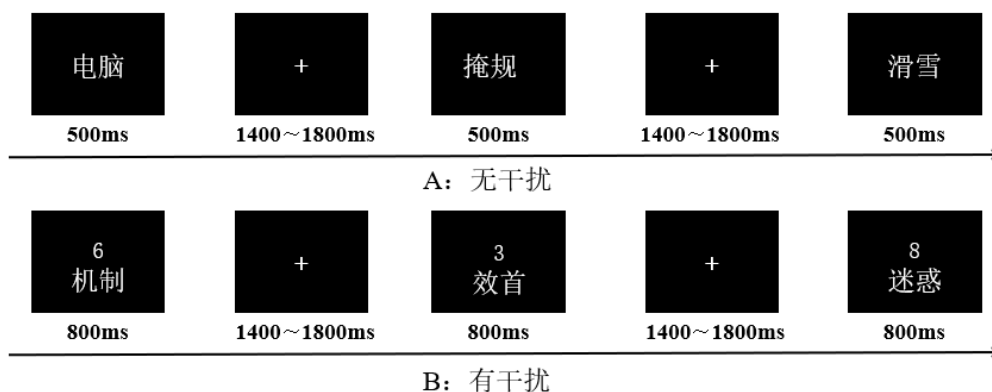 电脑 + 掩规 + 滑雪
500ms 1400～1800ms 500ms 1400～1800ms 500ms
A：无干扰
6 3 8
机制 + 效首 + 迷惑
800ms 1400～1800ms 800ms 1400～1800ms 800ms
B：有干扰